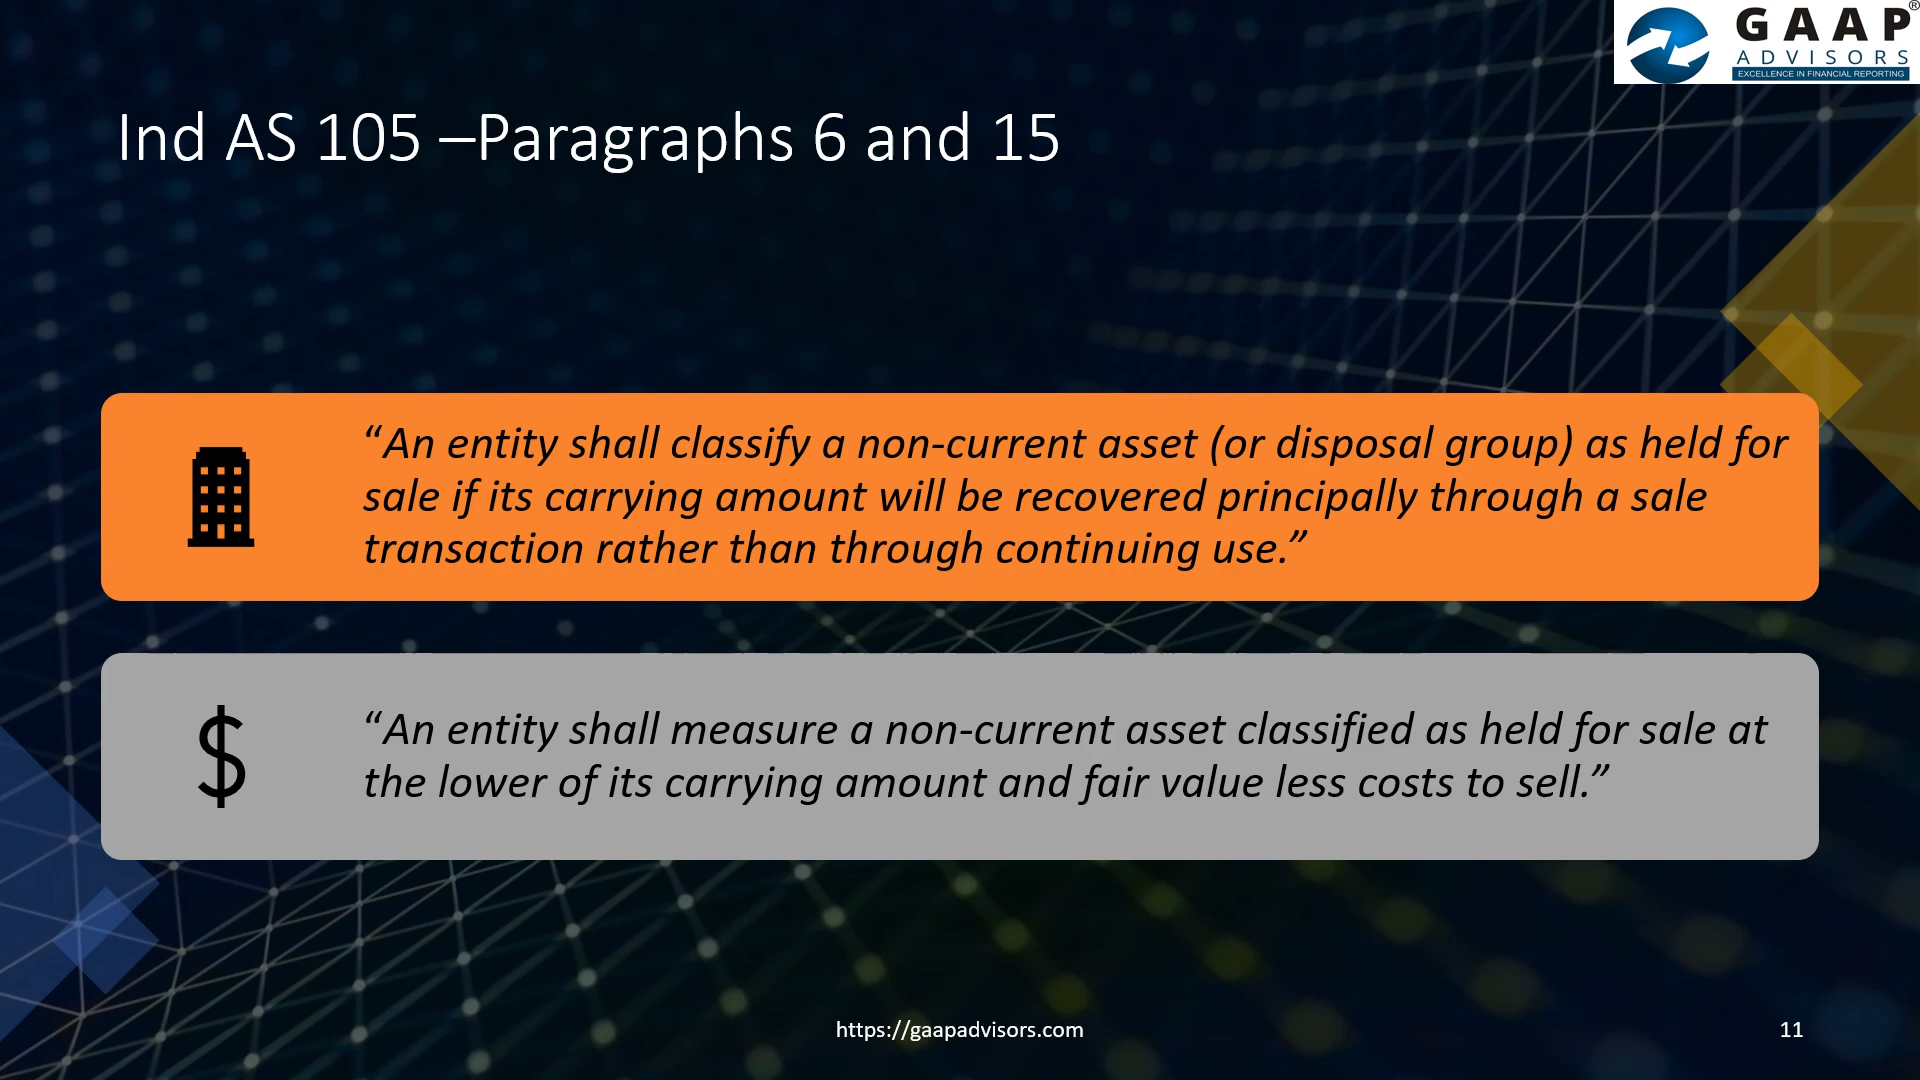 GAAP®
ADVISORS
EXCELLENCE IN FINANCIAL REPORTING
Ind AS 105 –Paragraphs 6 and 15
“An entity shall classify a non-current asset (or disposal group) as held for
sale if its carrying amount will be recovered principally through a sale
transaction rather than through continuing use.”
$
“An entity shall measure a non-current asset classified as held for sale at
the lower of its carrying amount and fair value less costs to sell.”
https://gaapadvisors.com
11